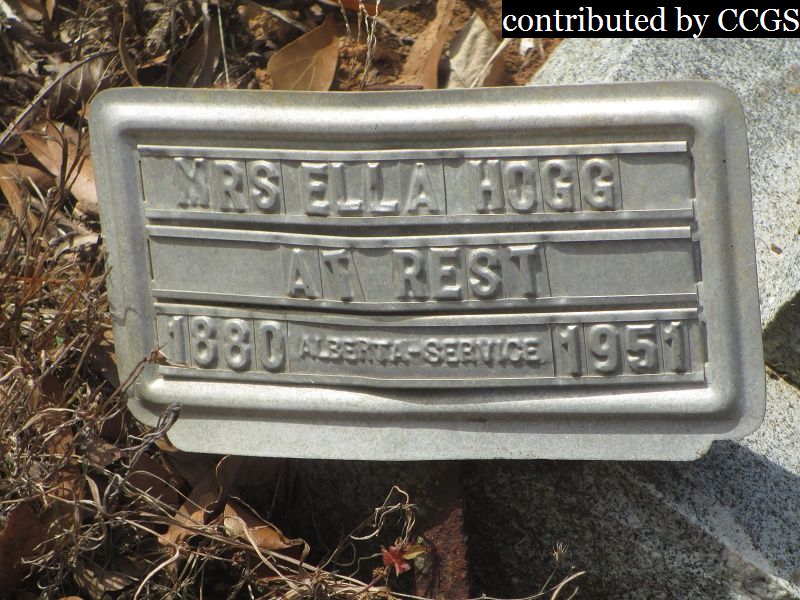 contributed by CCGS
MRS ELLA HOGG
AT REST
1880 ALBERTA-SERVICE 1951